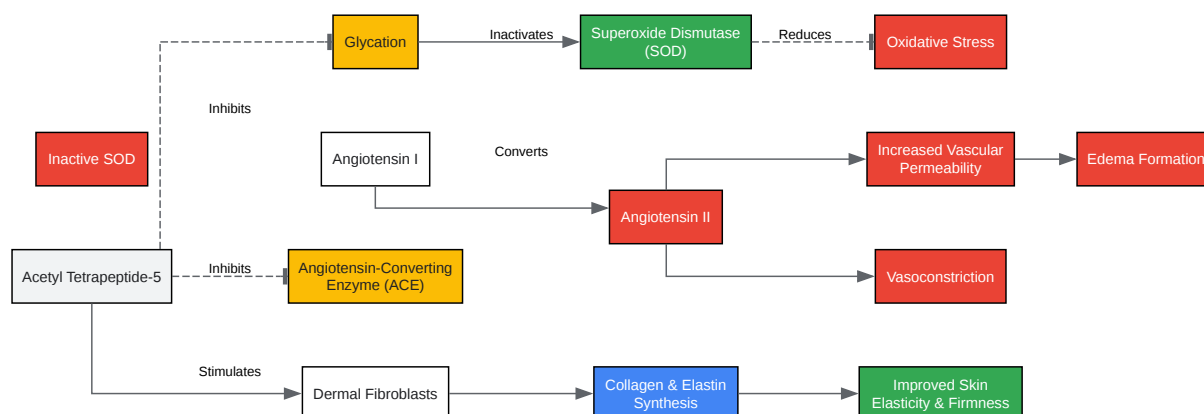 Glycation
Inactivates
Superoxide Dismutase
(SOD)
Reduces
Oxidative Stress
Inhibits
Inactive SOD
Angiotensin I
Converts
Increased Vascular
Permeability
Edema Formation
Angiotensin II
Acetyl Tetrapeptide-5
Inhibits
Angiotensin-Converting
Enzyme (ACE)
Vasoconstriction
Stimulates
Dermal Fibroblasts
Collagen & Elastin
Synthesis
Improved Skin
Elasticity & Firmness